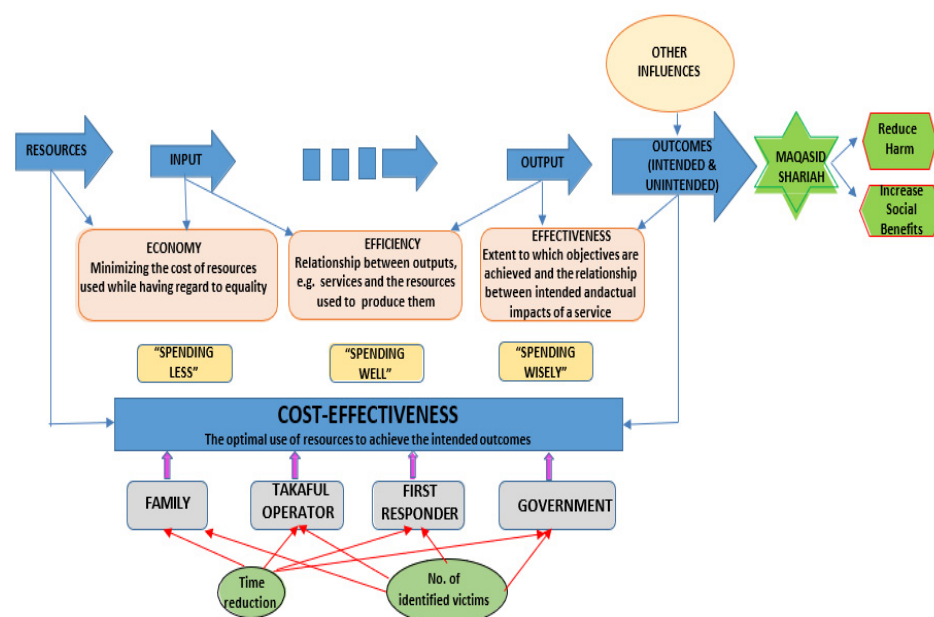 OTHER
INFLUENCES
RESOURCES
INPUT
OUTPUT
OUTCOMES
(INTENDED &
UNINTENDED)
MAQASID
SHARIAH
Reduce
Harm
Increase
Social
Benefits
ECONOMY
Minimizing the cost of resources
used while having regard to equality
EFFICIENCY
Relationship between outputs,
e.g. services and the resources
used to produce them
EFFECTIVENESS
Extent to which objectives are
achieved and the relationship
between intended andactual
impacts of a service
"SPENDING
LESS"
"SPENDING
WELL"
"SPENDING
WISELY"
COST-EFFECTIVENESS
The optimal use of resources to achieve the intended outcomes
FAMILY
TAKAFUL
OPERATOR
FIRST
RESPONDER
GOVERNMENT
Time
reduction
No. of
identified victims